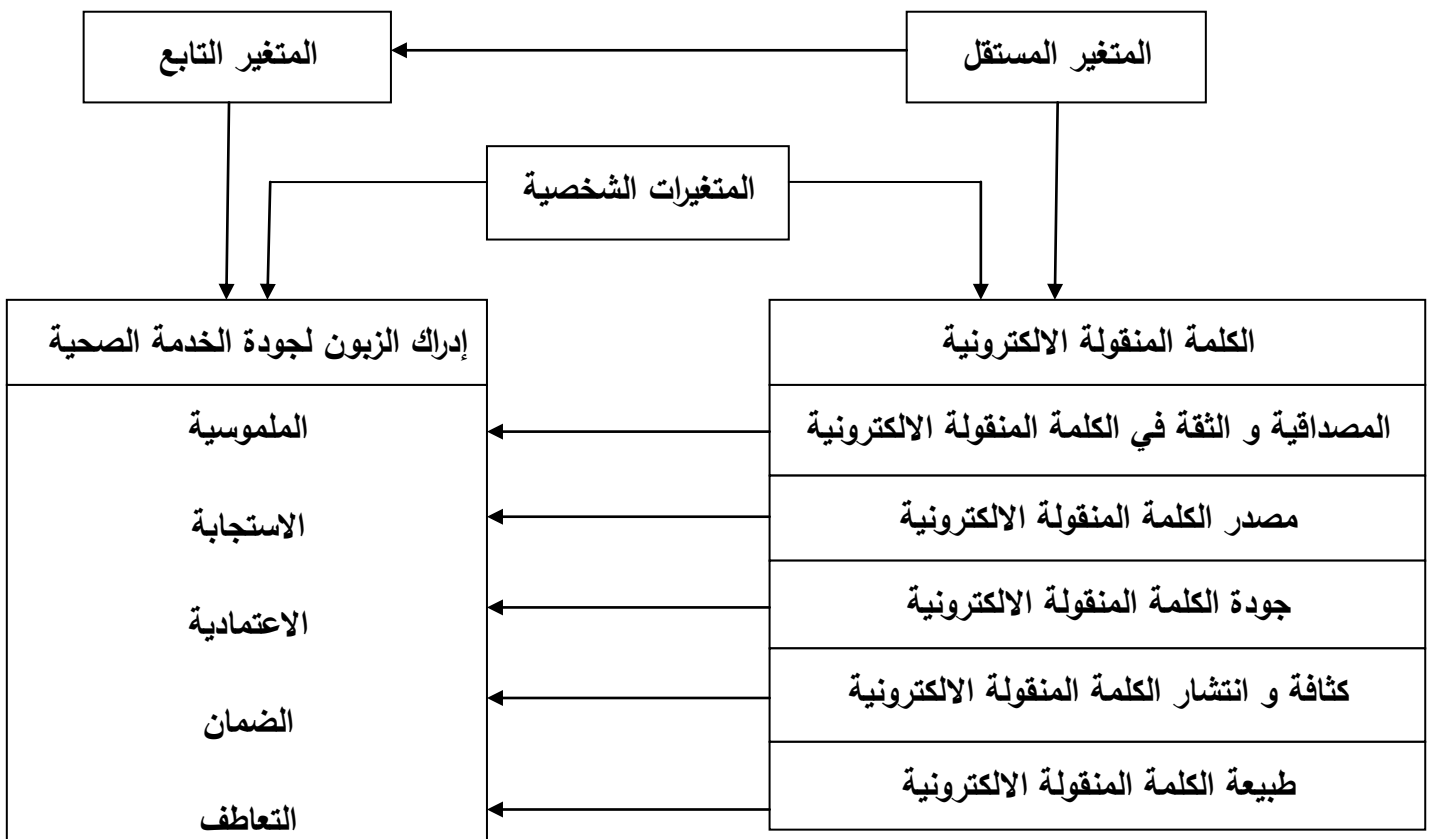 المتغير المستقل
المتغير التابع
المتغيرات الشخصية
الكلمة المنقولة الالكترونية
إدراك الزبون لجودة الخدمة الصحية
المصداقية و الثقة في الكلمة المنقولة الالكترونية
الملموسية
مصدر الكلمة المنقولة الالكترونية
الاستجابة
جودة الكلمة المنقولة الالكترونية
الاعتمادية
كثافة و انتشار الكلمة المنقولة الالكترونية
الضمان
طبيعة الكلمة المنقولة الالكترونية
التعاطف